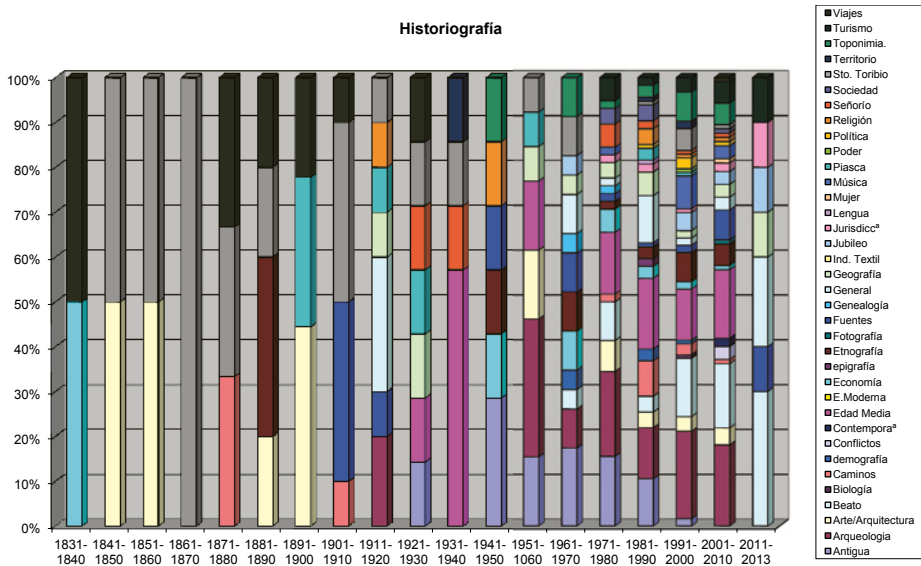 Historiografía
100%
90%
80%
70%
60%
50%
40%
30%
20%
10%
0%
1831- 1841- 1851- 1861- 1871- 1881- 1891- 1901- 1911- 1921- 1931- 1941- 1951- 1961- 1971- 1981- 1991- 2001- 2011-
1840 1850 1860 1870 1880 1890 1900 1910 1920 1930 1940 1950 1060 1970 1980 1990 2000 2010 2013
Viajes
Turismo
Toponimia.
Territorio
Sto. Toribio
Sociedad
Señorío
Religión
Política
Poder
Piasca
Música
Mujer
Lengua
Jurisdiccª
Jubileo
Ind. Textil
Geografía
General
Genealogía
Fuentes
Fotografía
Etnografía
epigrafía
Economía
E.Moderna
Edad Media
Contemporª
Conflictos
demografía
Caminos
Biología
Beato
Arte/Arquitectura
Arqueologia
Antigua